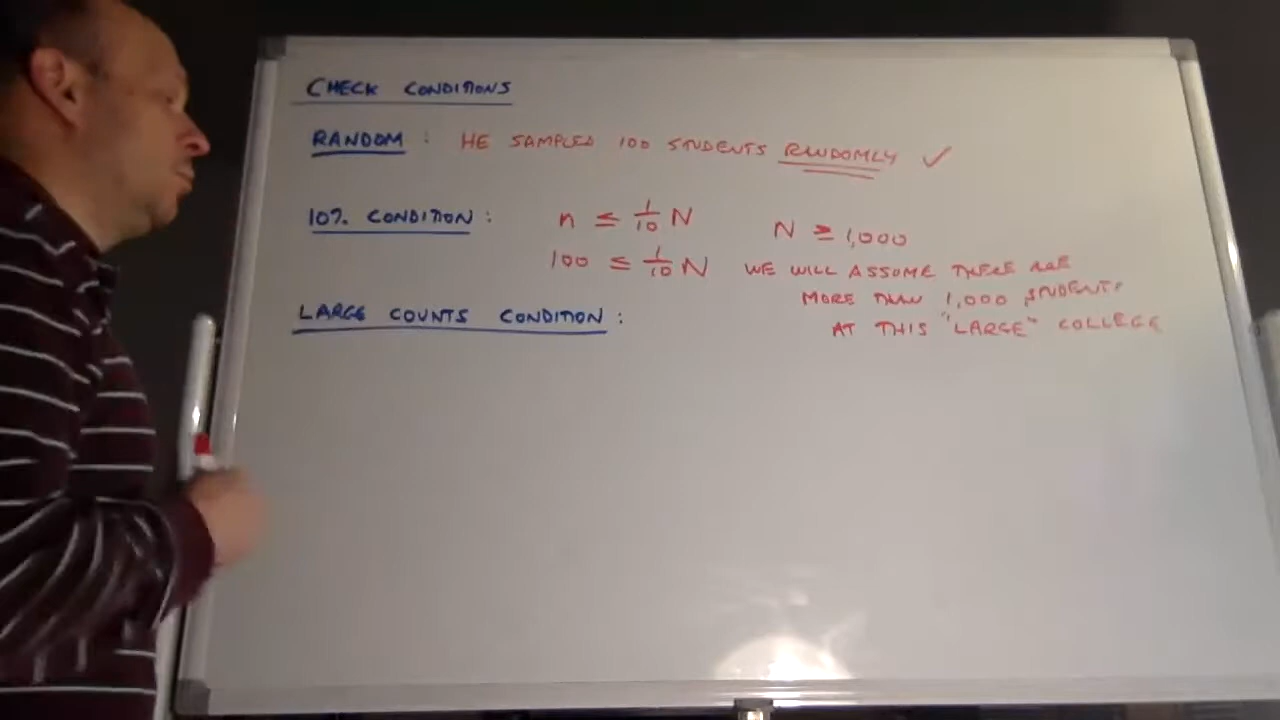 CHECK CONDITIONS
RANDOM : HE SAMPLED 100 STUDENTS RANDOMLY ✓
10% CONDITION : n ≤ 1/10 N N ≥ 1,000
100 ≤ 1/10 N WE WILL ASSUME THERE ARE
MORE THAN 1,000 STUDENTS
AT THIS "LARGE" COLLEGE
LARGE COUNTS CONDITION :